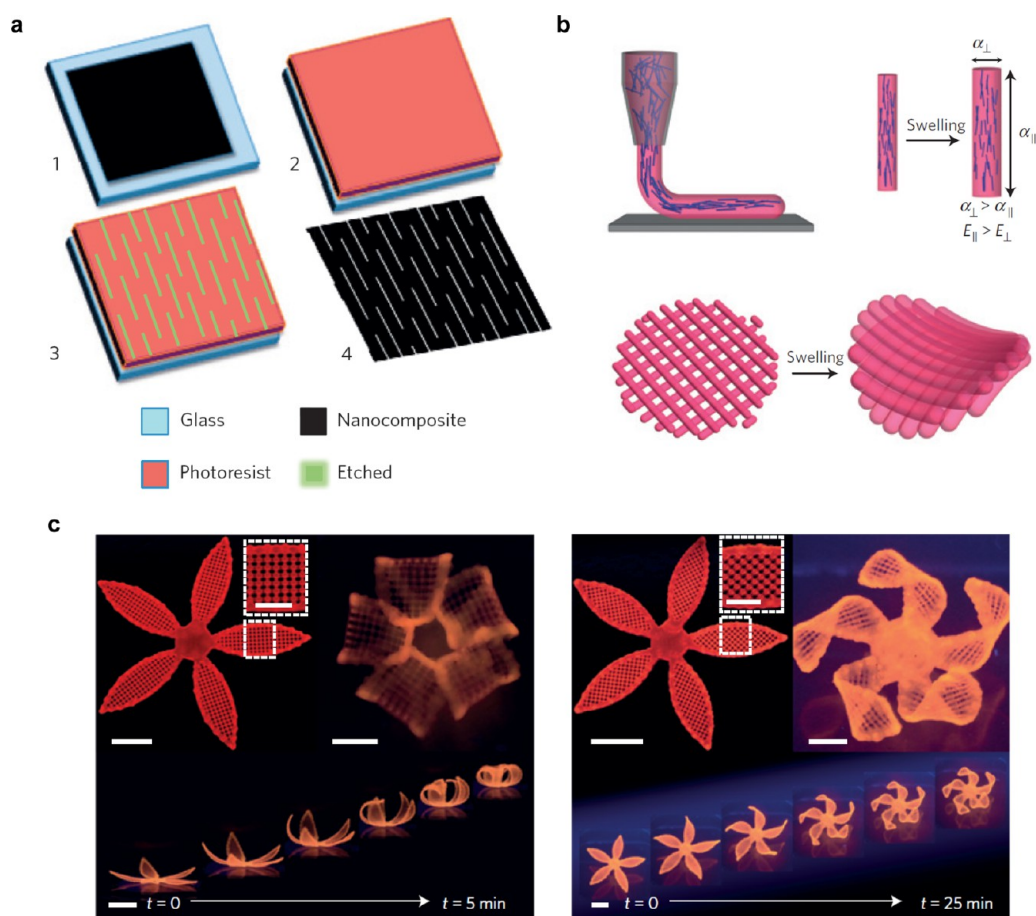 a
1
2
3
4
Glass
Nanocomposite
Photoresist
Etched
b
α⊥
Swelling
α∥
α⊥ > α∥
E∥ > E⊥
Swelling
c
t = 0
t = 5 min
t = 0
t = 25 min